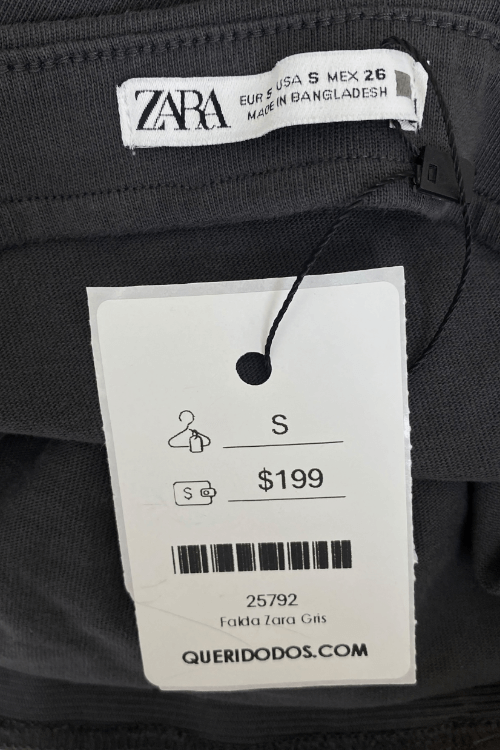 ZARA
EUR S USA S MEX 26
MADE IN BANGLADESH
S
$199
$
25792
Falda Zara Gris
QUERIDODOS.COM